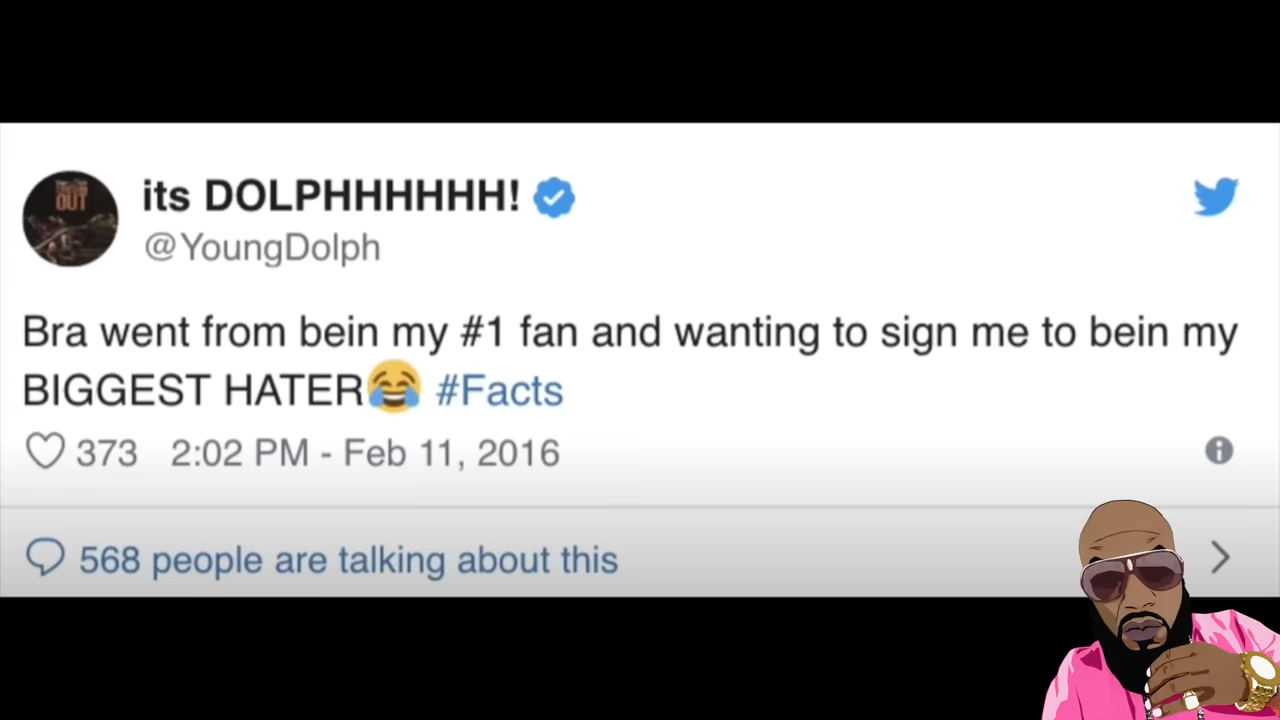 its DOLPHHHHHH!
@YoungDolph
Bra went from bein my #1 fan and wanting to sign me to bein my
BIGGEST HATER😂 #Facts
373 2:02 PM - Feb 11, 2016
568 people are talking about this